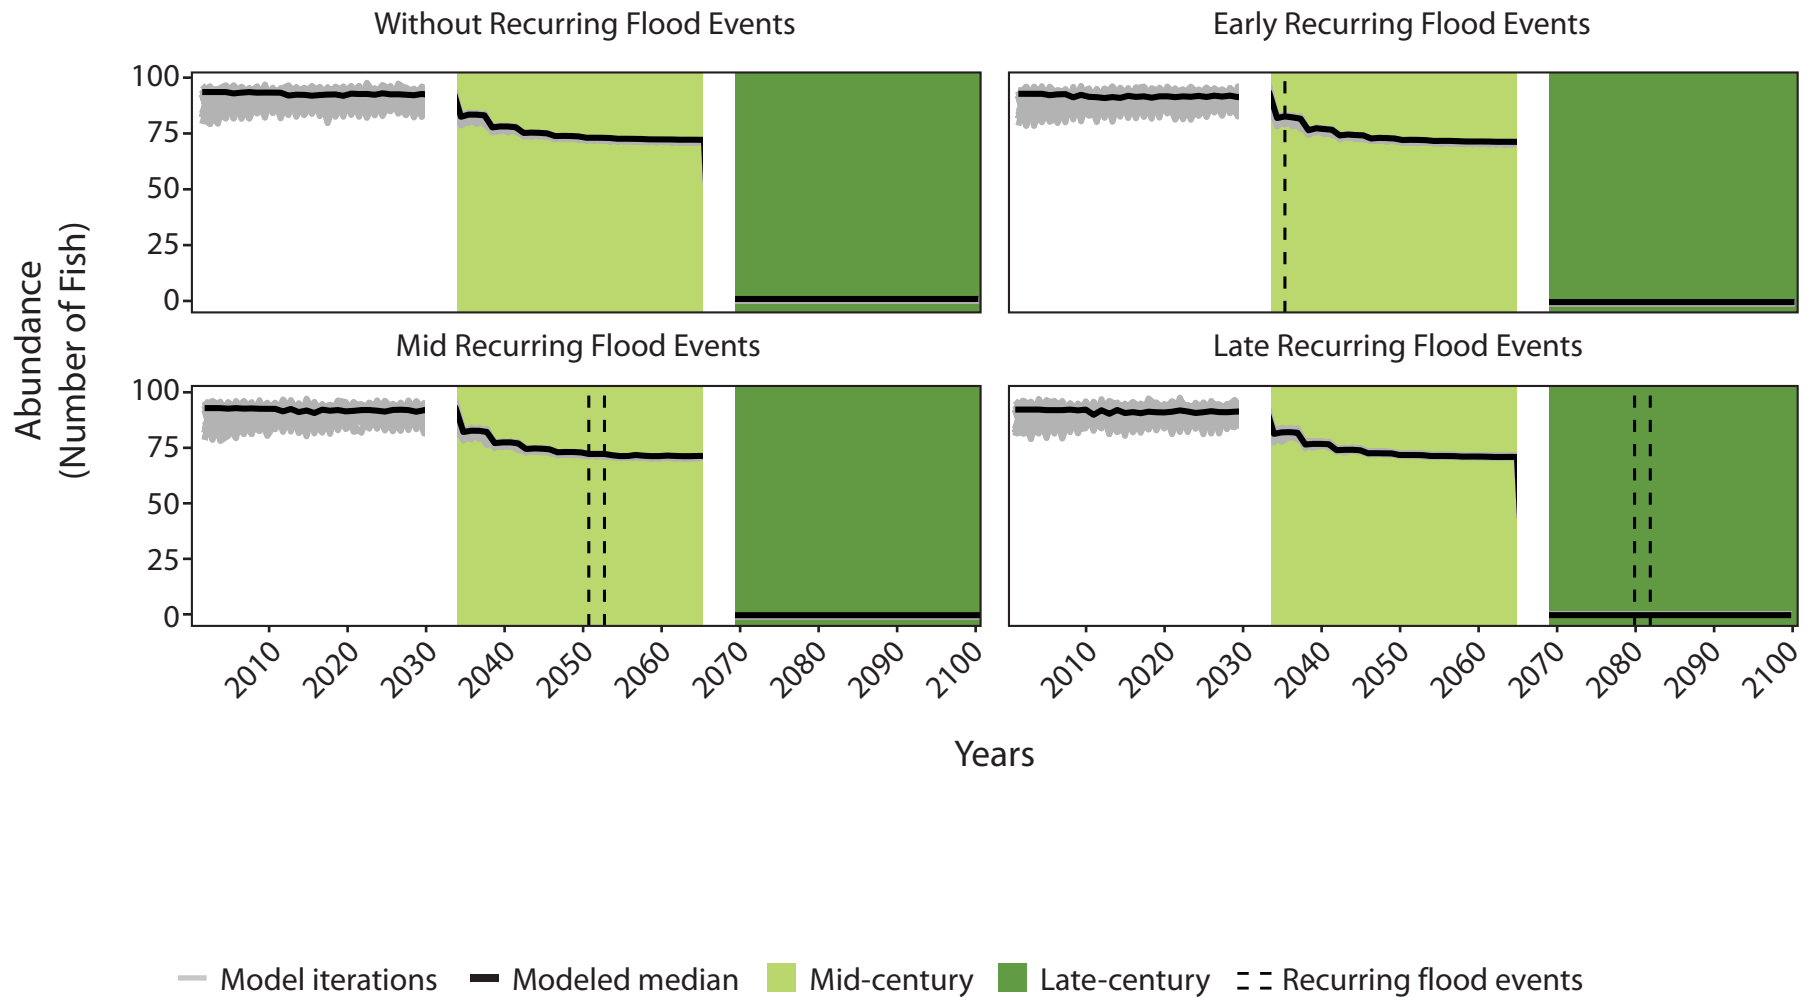 Without Recurring Flood Events
Early Recurring Flood Events
100
75
50
25
0
Abundance
(Number of Fish)
Mid Recurring Flood Events
Late Recurring Flood Events
100
75
50
25
0
2010 2020 2030 2040 2050 2060 2070 2080 2090 2100
2010 2020 2030 2040 2050 2060 2070 2080 2090 2100
Years
Model iterations Modeled median Mid-century Late-century Recurring flood events